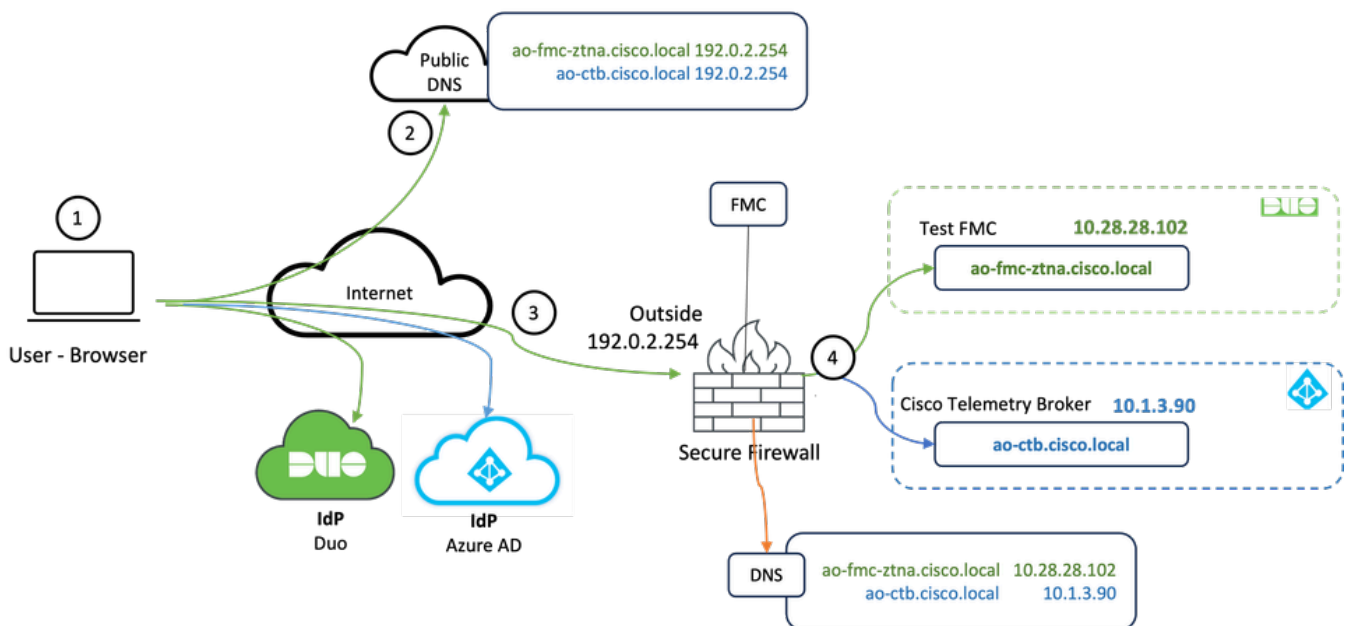 Public
DNS
ao-fmc-ztna.cisco.local 192.0.2.254
ao-ctb.cisco.local 192.0.2.254
2
1
FMC
DUO
Test FMC 10.28.28.102
ao-fmc-ztna.cisco.local
Internet
3
Outside
192.0.2.254
4
User - Browser
Cisco Telemetry Broker 10.1.3.90
ao-ctb.cisco.local
Secure Firewall
DUO
IdP
Duo
IdP
Azure AD
DNS
ao-fmc-ztna.cisco.local 10.28.28.102
ao-ctb.cisco.local 10.1.3.90